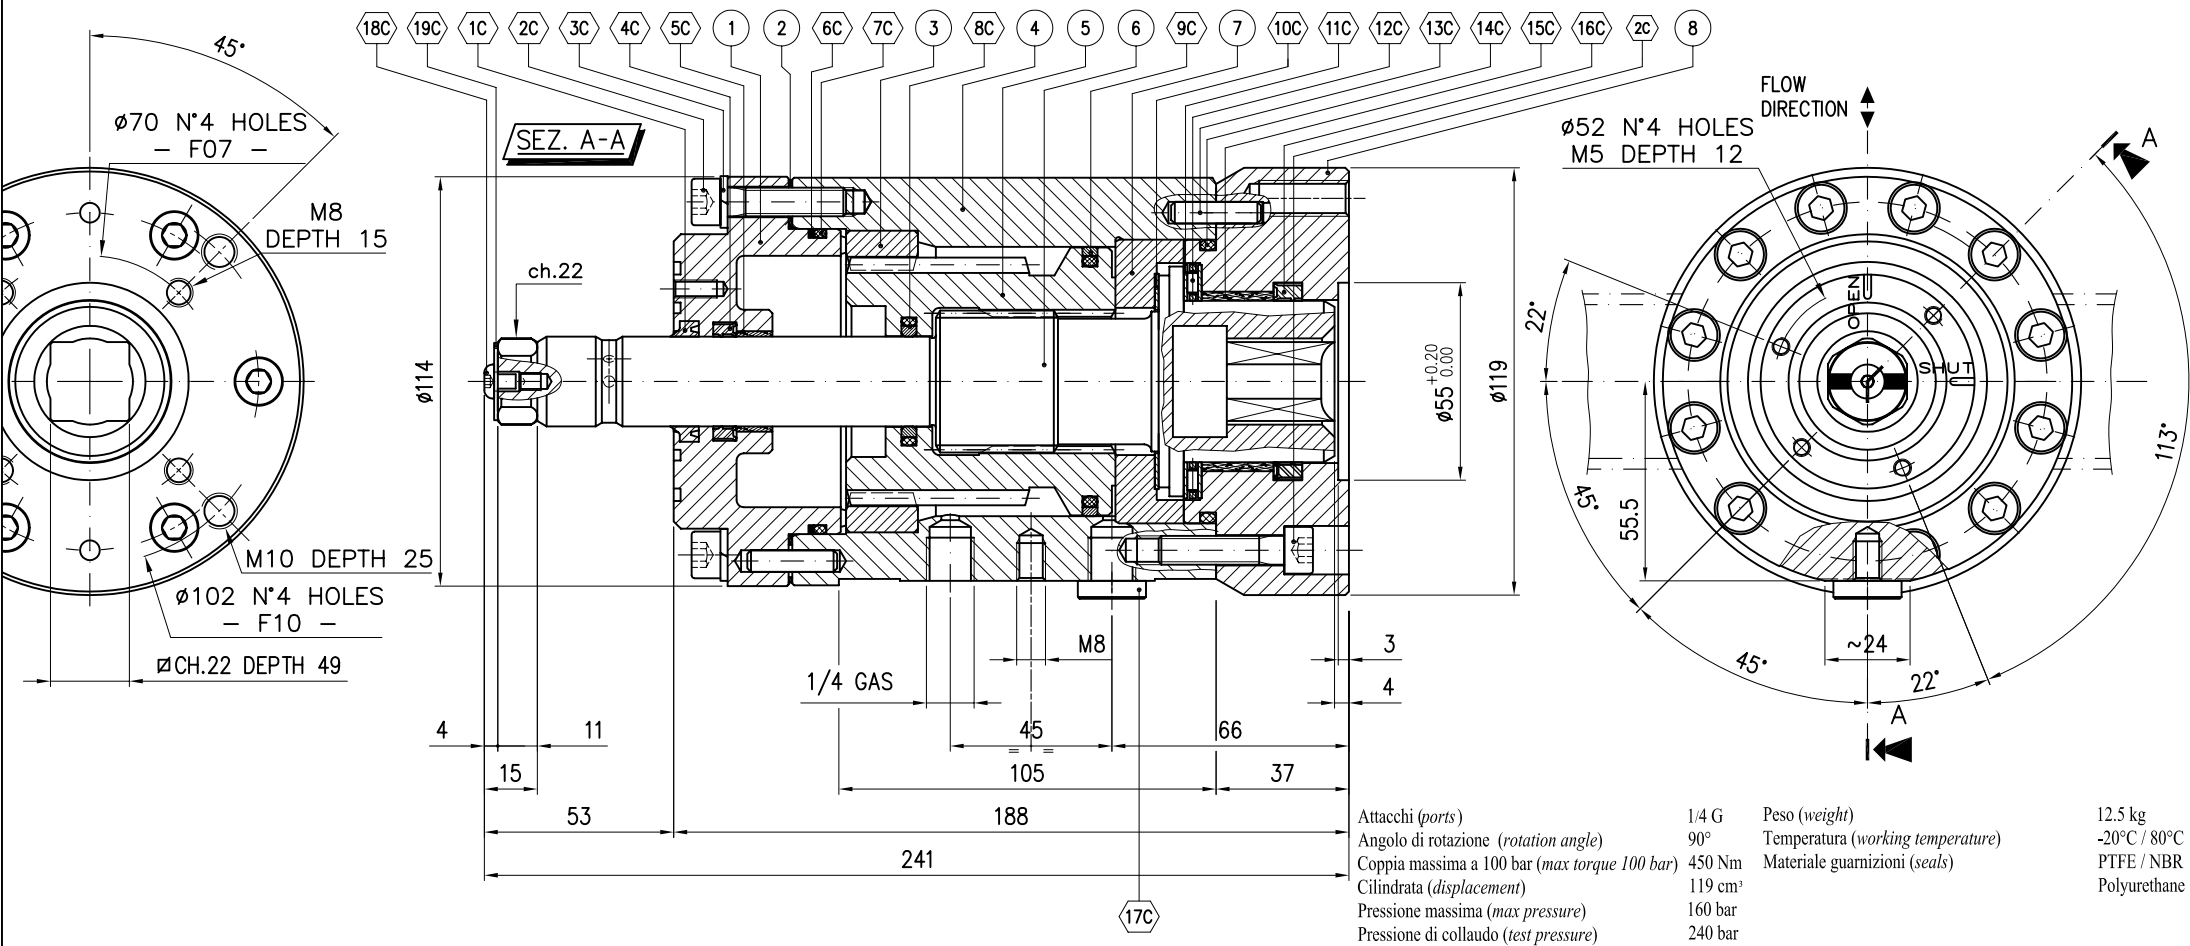 18C 19C 1C 2C 3C 4C 5C 1 2 6C 7C 3 8C 4 5 6 9C 7 10C 11C 12C 13C 14C 15C 16C 2C 8
45°
ø70 N°4 HOLES
- F07 -
M8
DEPTH 15
M10 DEPTH 25
ø102 N°4 HOLES
- F10 -
CH.22 DEPTH 49
SEZ. A-A
ch.22
ø114
ø55 +0.20 0.00
ø119
M8
1/4 GAS
3
4
4
11
45
= =
66
15
105
37
53
188
241
17C
FLOW
DIRECTION
ø52 N°4 HOLES
M5 DEPTH 12
A
22°
OPEN
SHUT
45°
55.5
113°
~24
45°
22°
A
Attacchi (ports) 1/4 G
Angolo di rotazione (rotation angle) 90°
Coppia massima a 100 bar (max torque 100 bar) 450 Nm
Cilindrata (displacement) 119 cm³
Pressione massima (max pressure) 160 bar
Pressione di collaudo (test pressure) 240 bar
Peso (weight) 12.5 kg
Temperatura (working temperature) -20°C / 80°C
Materiale guarnizioni (seals) PTFE / NBR
Polyurethane